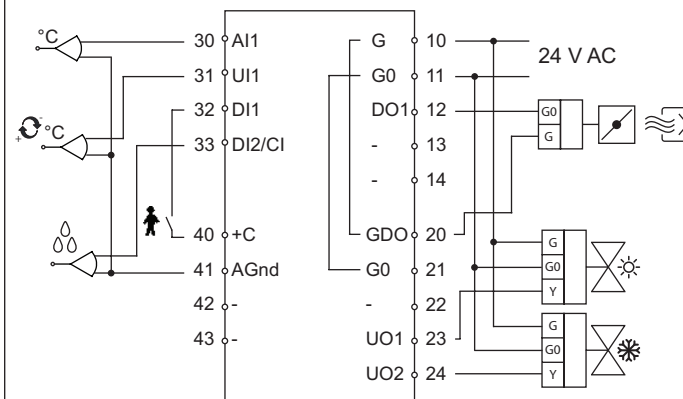 °C
30 AI1
G 10
24 V AC
31 UI1
G0 11
32 DI1
DO1 12
G0
G
+ - °C
33 DI2/CI
- 13
- 14
40 +C
GDO 20
G
41 AGnd
G0 21
G0
42 -
- 22
Y
43 -
UO1 23
G
G0
UO2 24
Y